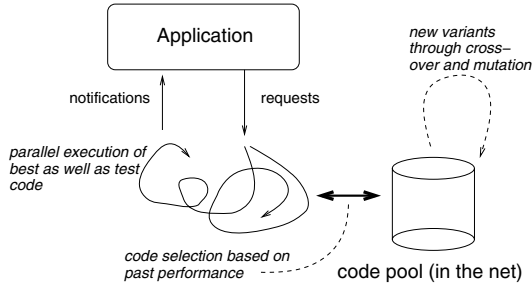 Application
new variants
through cross-
over and mutation
notifications
requests
parallel execution of
best as well as test
code
code selection based on
past performance
code pool (in the net)